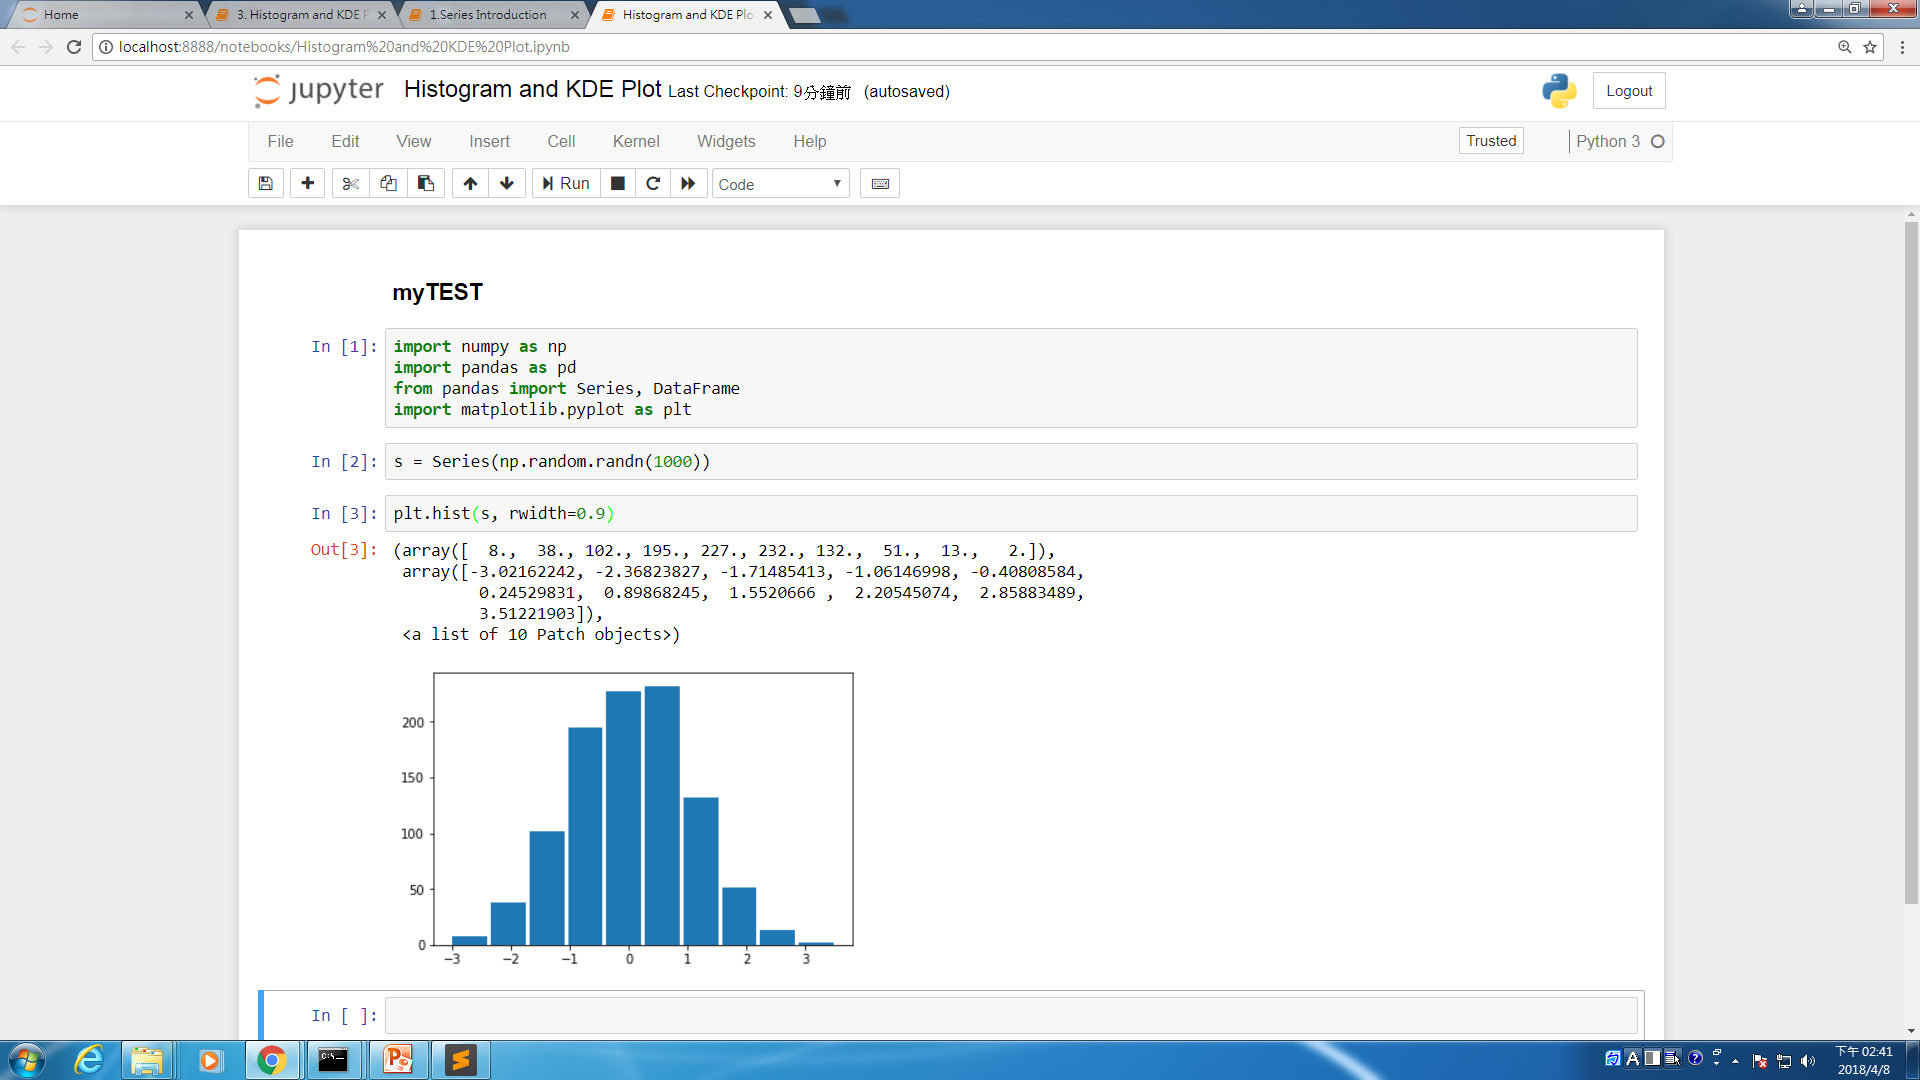 Home
3. Histogram and KDE P
1.Series Introduction
Histogram and KDE Plo
localhost:8888/notebooks/Histogram%20and%20KDE%20Plot.ipynb
jupyter Histogram and KDE Plot Last Checkpoint: 9分鐘前 (autosaved)
Logout
File Edit View Insert Cell Kernel Widgets Help
Trusted
Python 3
Run
Code
myTEST
In [1]:
import numpy as np
import pandas as pd
from pandas import Series, DataFrame
import matplotlib.pyplot as plt
In [2]:
s = Series(np.random.randn(1000))
In [3]:
plt.hist(s, rwidth=0.9)
Out[3]:
(array([  8.,  38., 102., 195., 227., 232., 132.,  51.,  13.,   2.]),
array([-3.02162242, -2.36823827, -1.71485413, -1.06146998, -0.40808584,
0.24529831,  0.89868245,  1.5520666 ,  2.20545074,  2.85883489,
3.51221903]),
<a list of 10 Patch objects>)
200
150
100
50
0
−3 −2 −1 0 1 2 3
In [ ]:
下午 02:41
2018/4/8